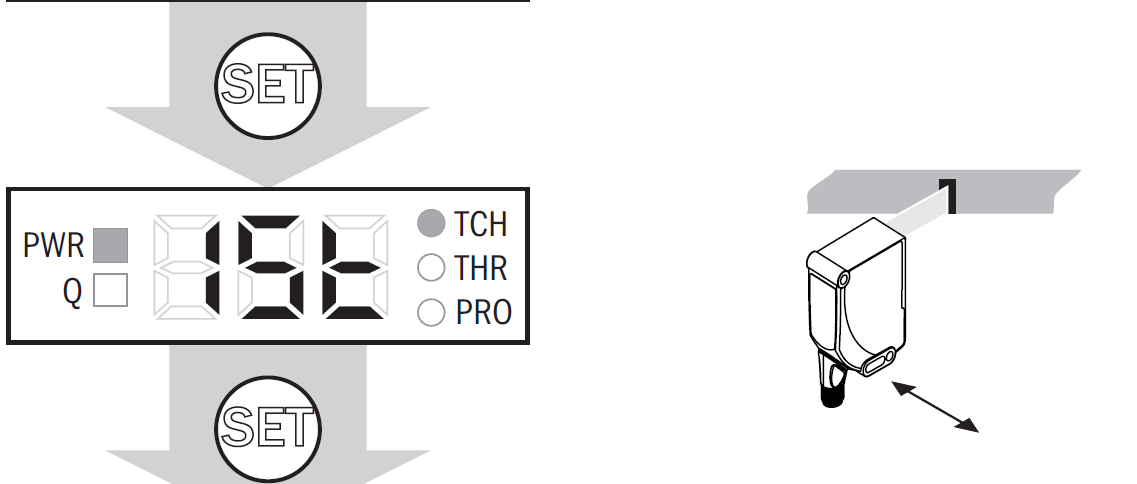 SET
PWR
Q
1St
TCH
THR
PRO
SET